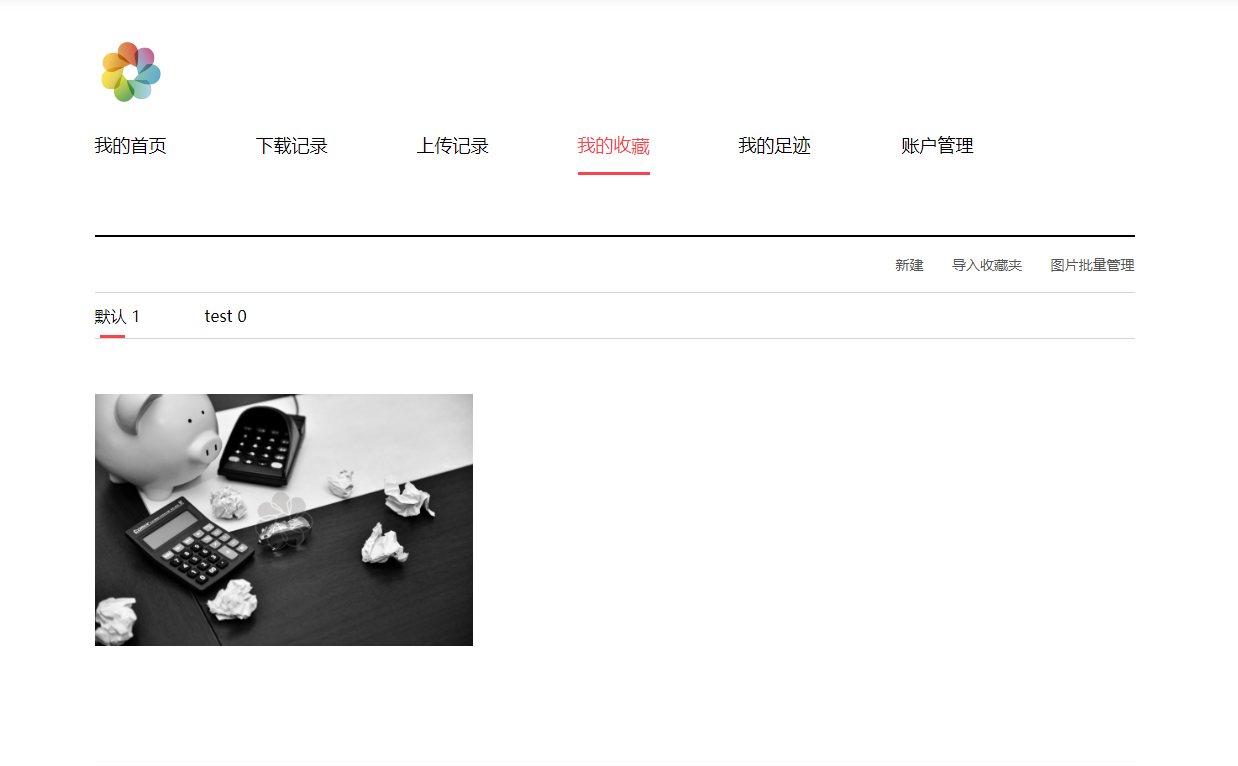 我的首页 下载记录 上传记录 我的收藏 我的足迹 账户管理
新建 导入收藏夹 图片批量管理
默认 1 test 0